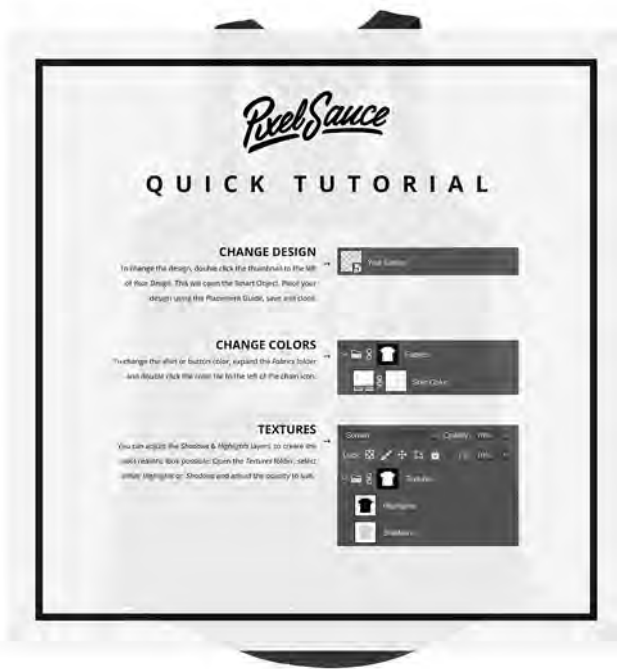 Pixel Sauce
QUICK TUTORIAL
CHANGE DESIGN
To change the design, double click the thumbnail to the left
of Your Design. This will open the Smart Object. Place your
design using the Placement Guide, save and close.
→
Your Design
CHANGE COLORS
To change the shirt or button color, expand the Fabrics folder
and double click the color tile to the left of the chain icon.
→
Fabrics
Shirt Color
TEXTURES
You can adjust the Shadows & Highlights layers, to create the
most realistic look possible. Open the Textures folder, select
either Highlights or Shadows and adjust the opacity to suit.
→
Screen Opacity:
Lock: Fill:
Textures
Highlights
Shadows